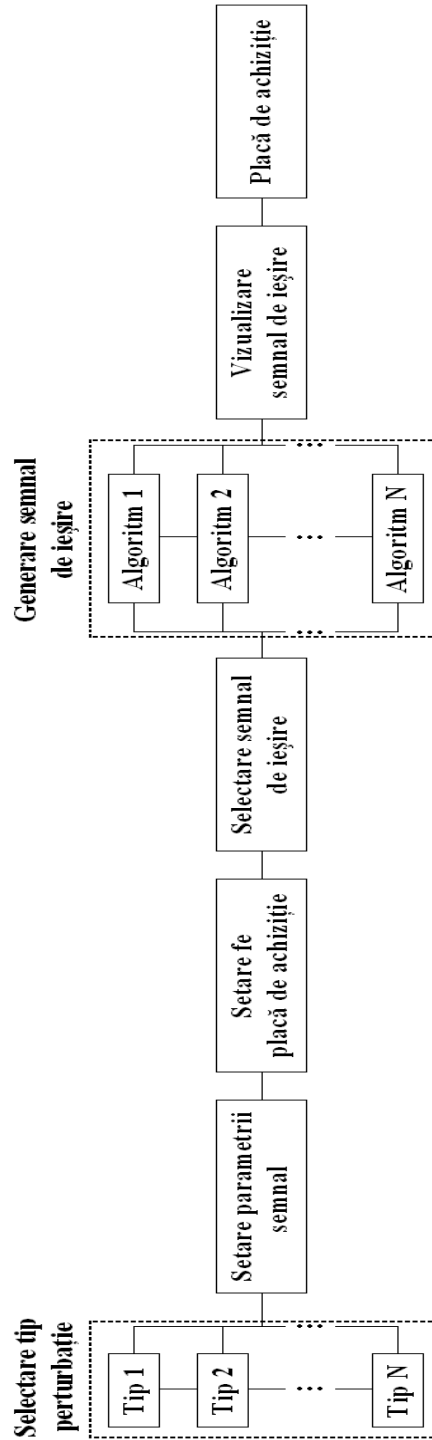 Selectare tip
perturbație
Tip 1
Tip 2
...
...
Tip N
Setare parametrii
semnal
Setare fe
placă de achiziție
Selectare semnal
de ieșire
Generare semnal
de ieșire
...
Algoritm 1
Algoritm 2
...
Algoritm N
...
Vizualizare
semnal de ieșire
Placă de achiziție